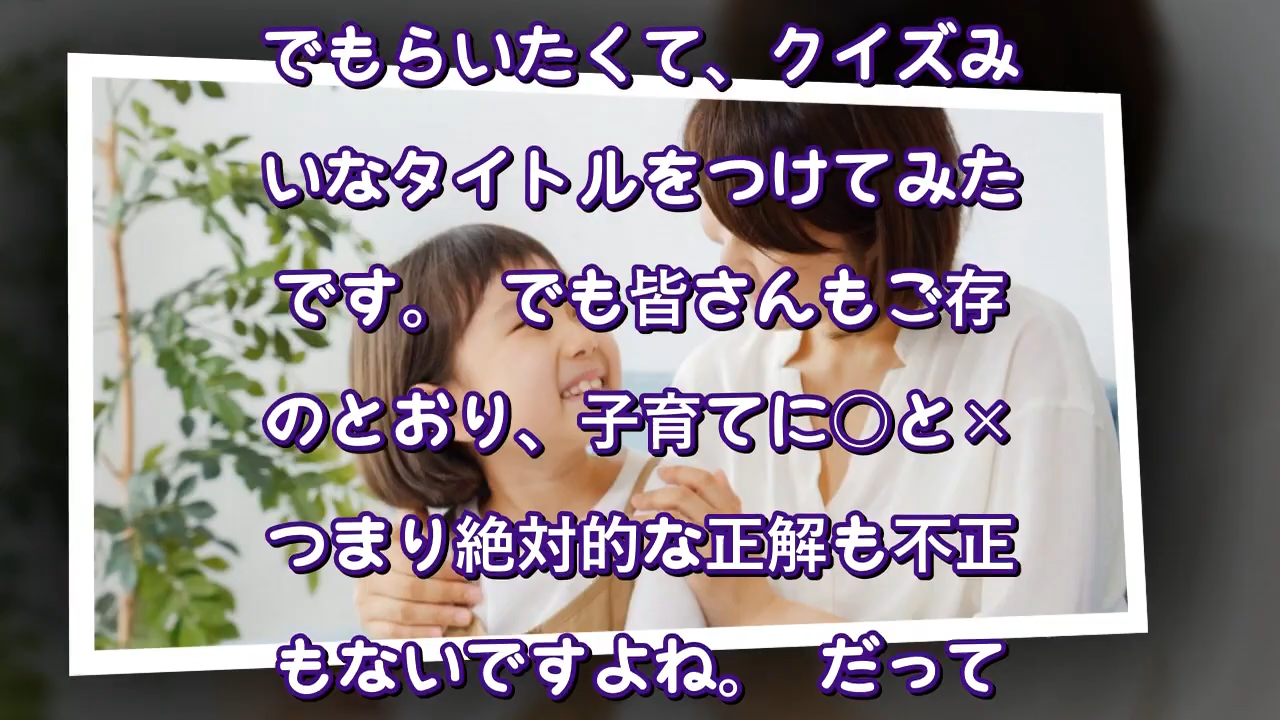 でもらいたくて、クイズみ
いなタイトルをつけてみた
です。　でも皆さんもご存
のとおり、子育てに○と×
つまり絶対的な正解も不正
もないですよね。　だって